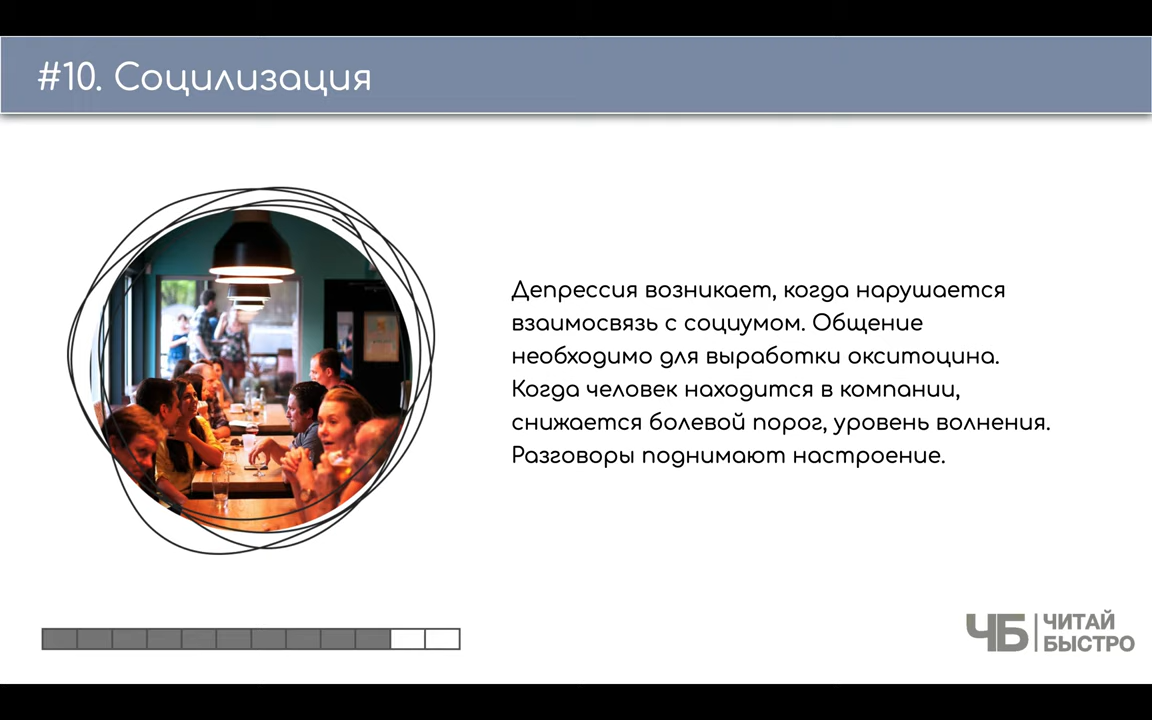 #10. Социлизация
Депрессия возникает, когда нарушается
взаимосвязь с социумом. Общение
необходимо для выработки окситоцина.
Когда человек находится в компании,
снижается болевой порог, уровень волнения.
Разговоры поднимают настроение.
ЧБ
ЧИТАЙ
БЫСТРО